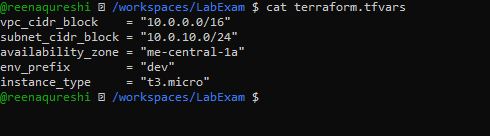 @reenaqureshi /workspaces/LabExam $ cat terraform.tfvars
vpc_cidr_block    = "10.0.0.0/16"
subnet_cidr_block = "10.0.10.0/24"
availability_zone = "me-central-1a"
env_prefix        = "dev"
instance_type     = "t3.micro"
@reenaqureshi /workspaces/LabExam $